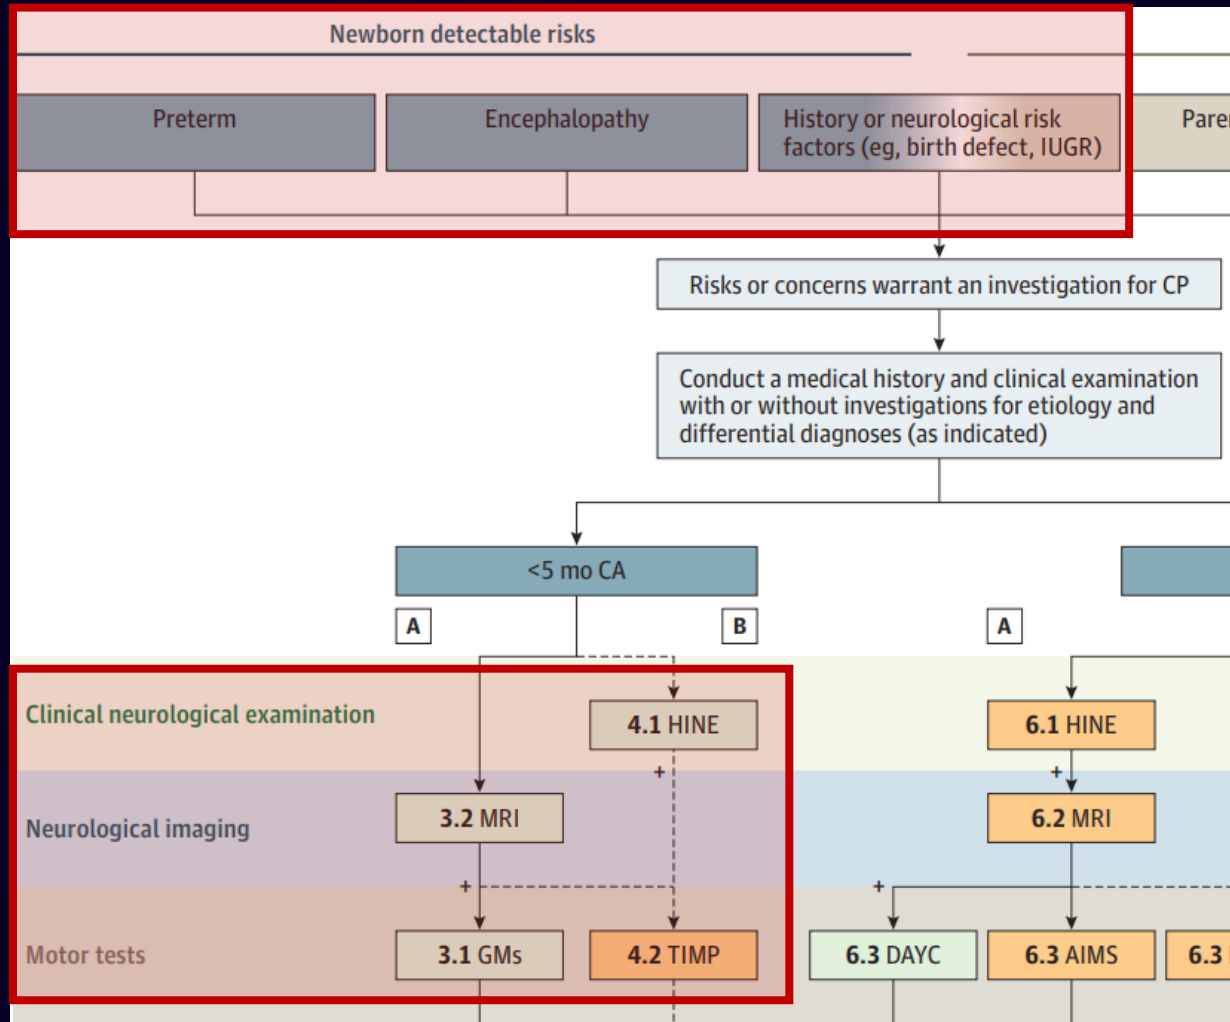 Newborn detectable risks
Preterm
Encephalopathy
History or neurological risk
factors (eg, birth defect, IUGR)
Risks or concerns warrant an investigation for CP
Conduct a medical history and clinical examination
with or without investigations for etiology and
differential diagnoses (as indicated)
<5 mo CA
A
B
A
Clinical neurological examination
4.1 HINE
6.1 HINE
+
+
Neurological imaging
3.2 MRI
6.2 MRI
+
+
Motor tests
3.1 GMs
4.2 TIMP
6.3 DAYC
6.3 AIMS
6.3